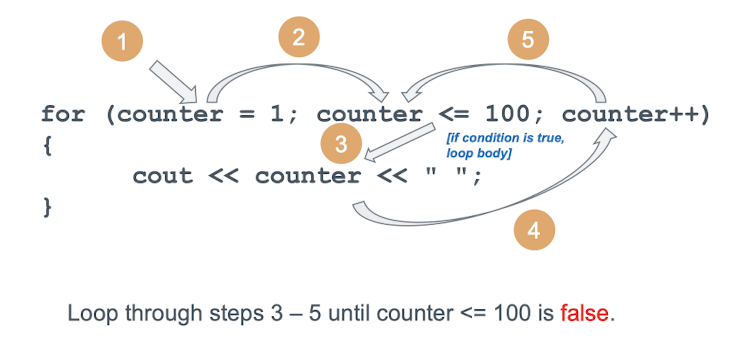 1
2
5
for (counter = 1; counter <= 100; counter++)
{
3
[if condition is true,
loop body]
cout << counter << " ";
}
4
Loop through steps 3 – 5 until counter <= 100 is false.